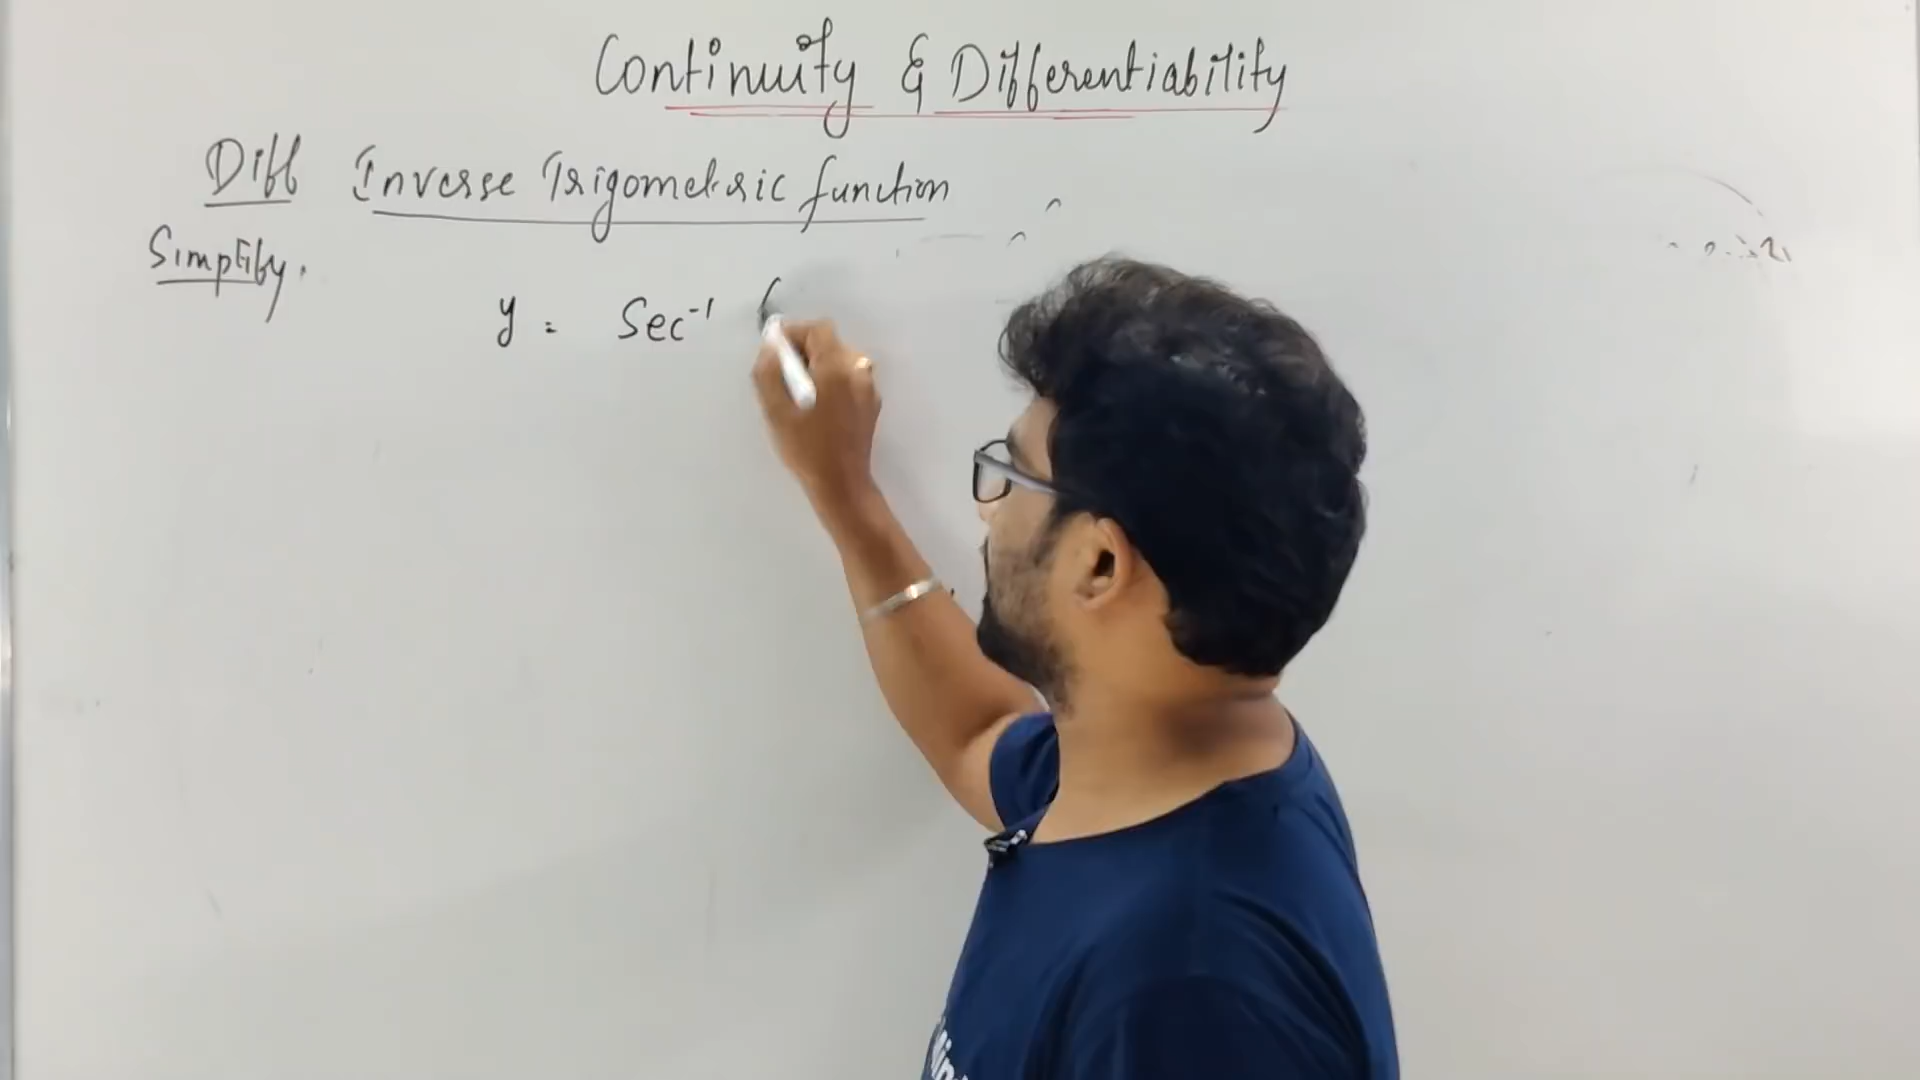 Continuity & Differentiability
Diff Inverse Trigometric function
Simplify.
y = Sec⁻¹ (